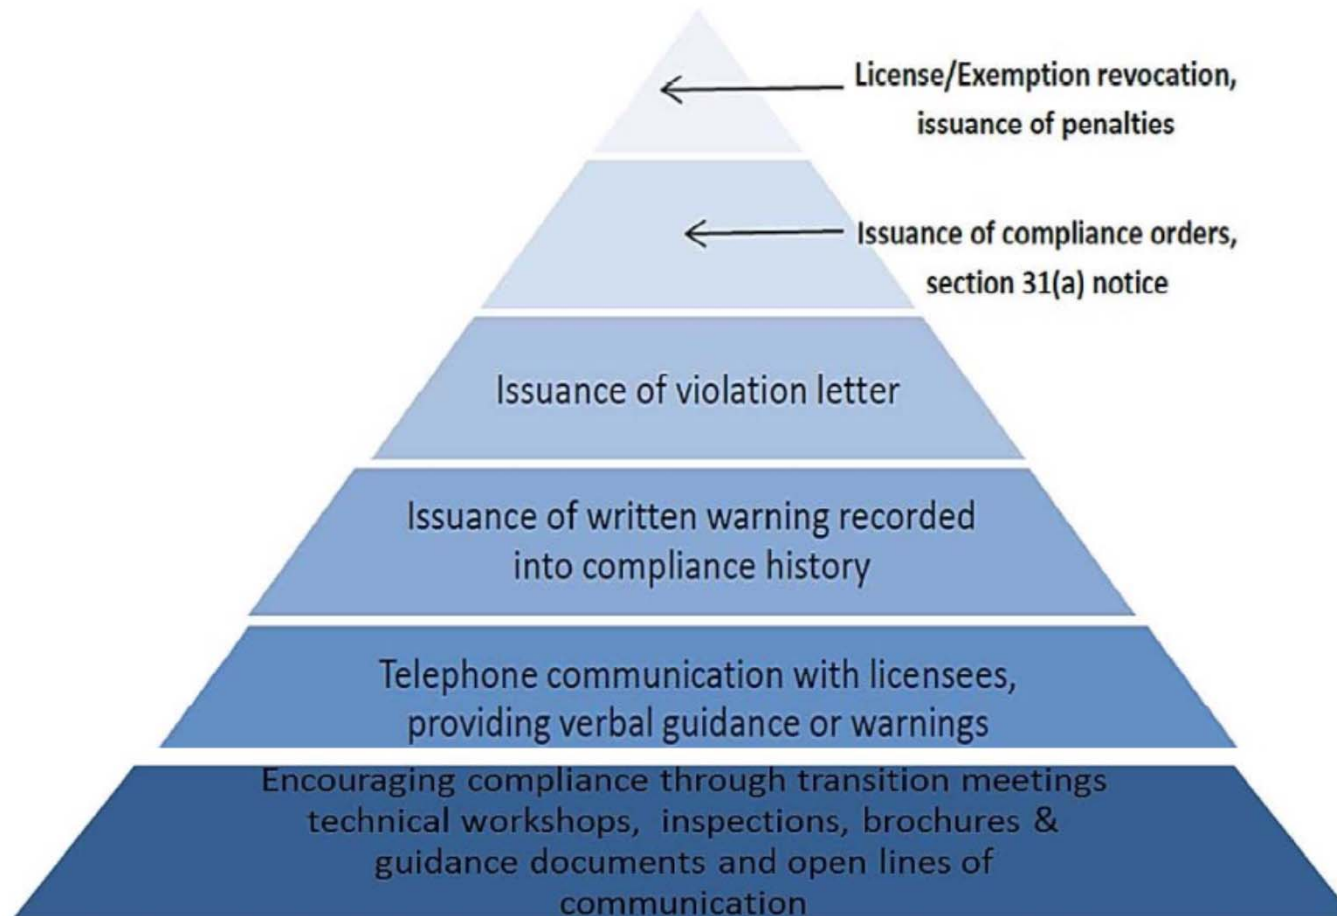 License/Exemption revocation,
issuance of penalties
Issuance of compliance orders,
section 31(a) notice
Issuance of violation letter
Issuance of written warning recorded
into compliance history
Telephone communication with licensees,
providing verbal guidance or warnings
Encouraging compliance through transition meetings
technical workshops, inspections, brochures &
guidance documents and open lines of
communication